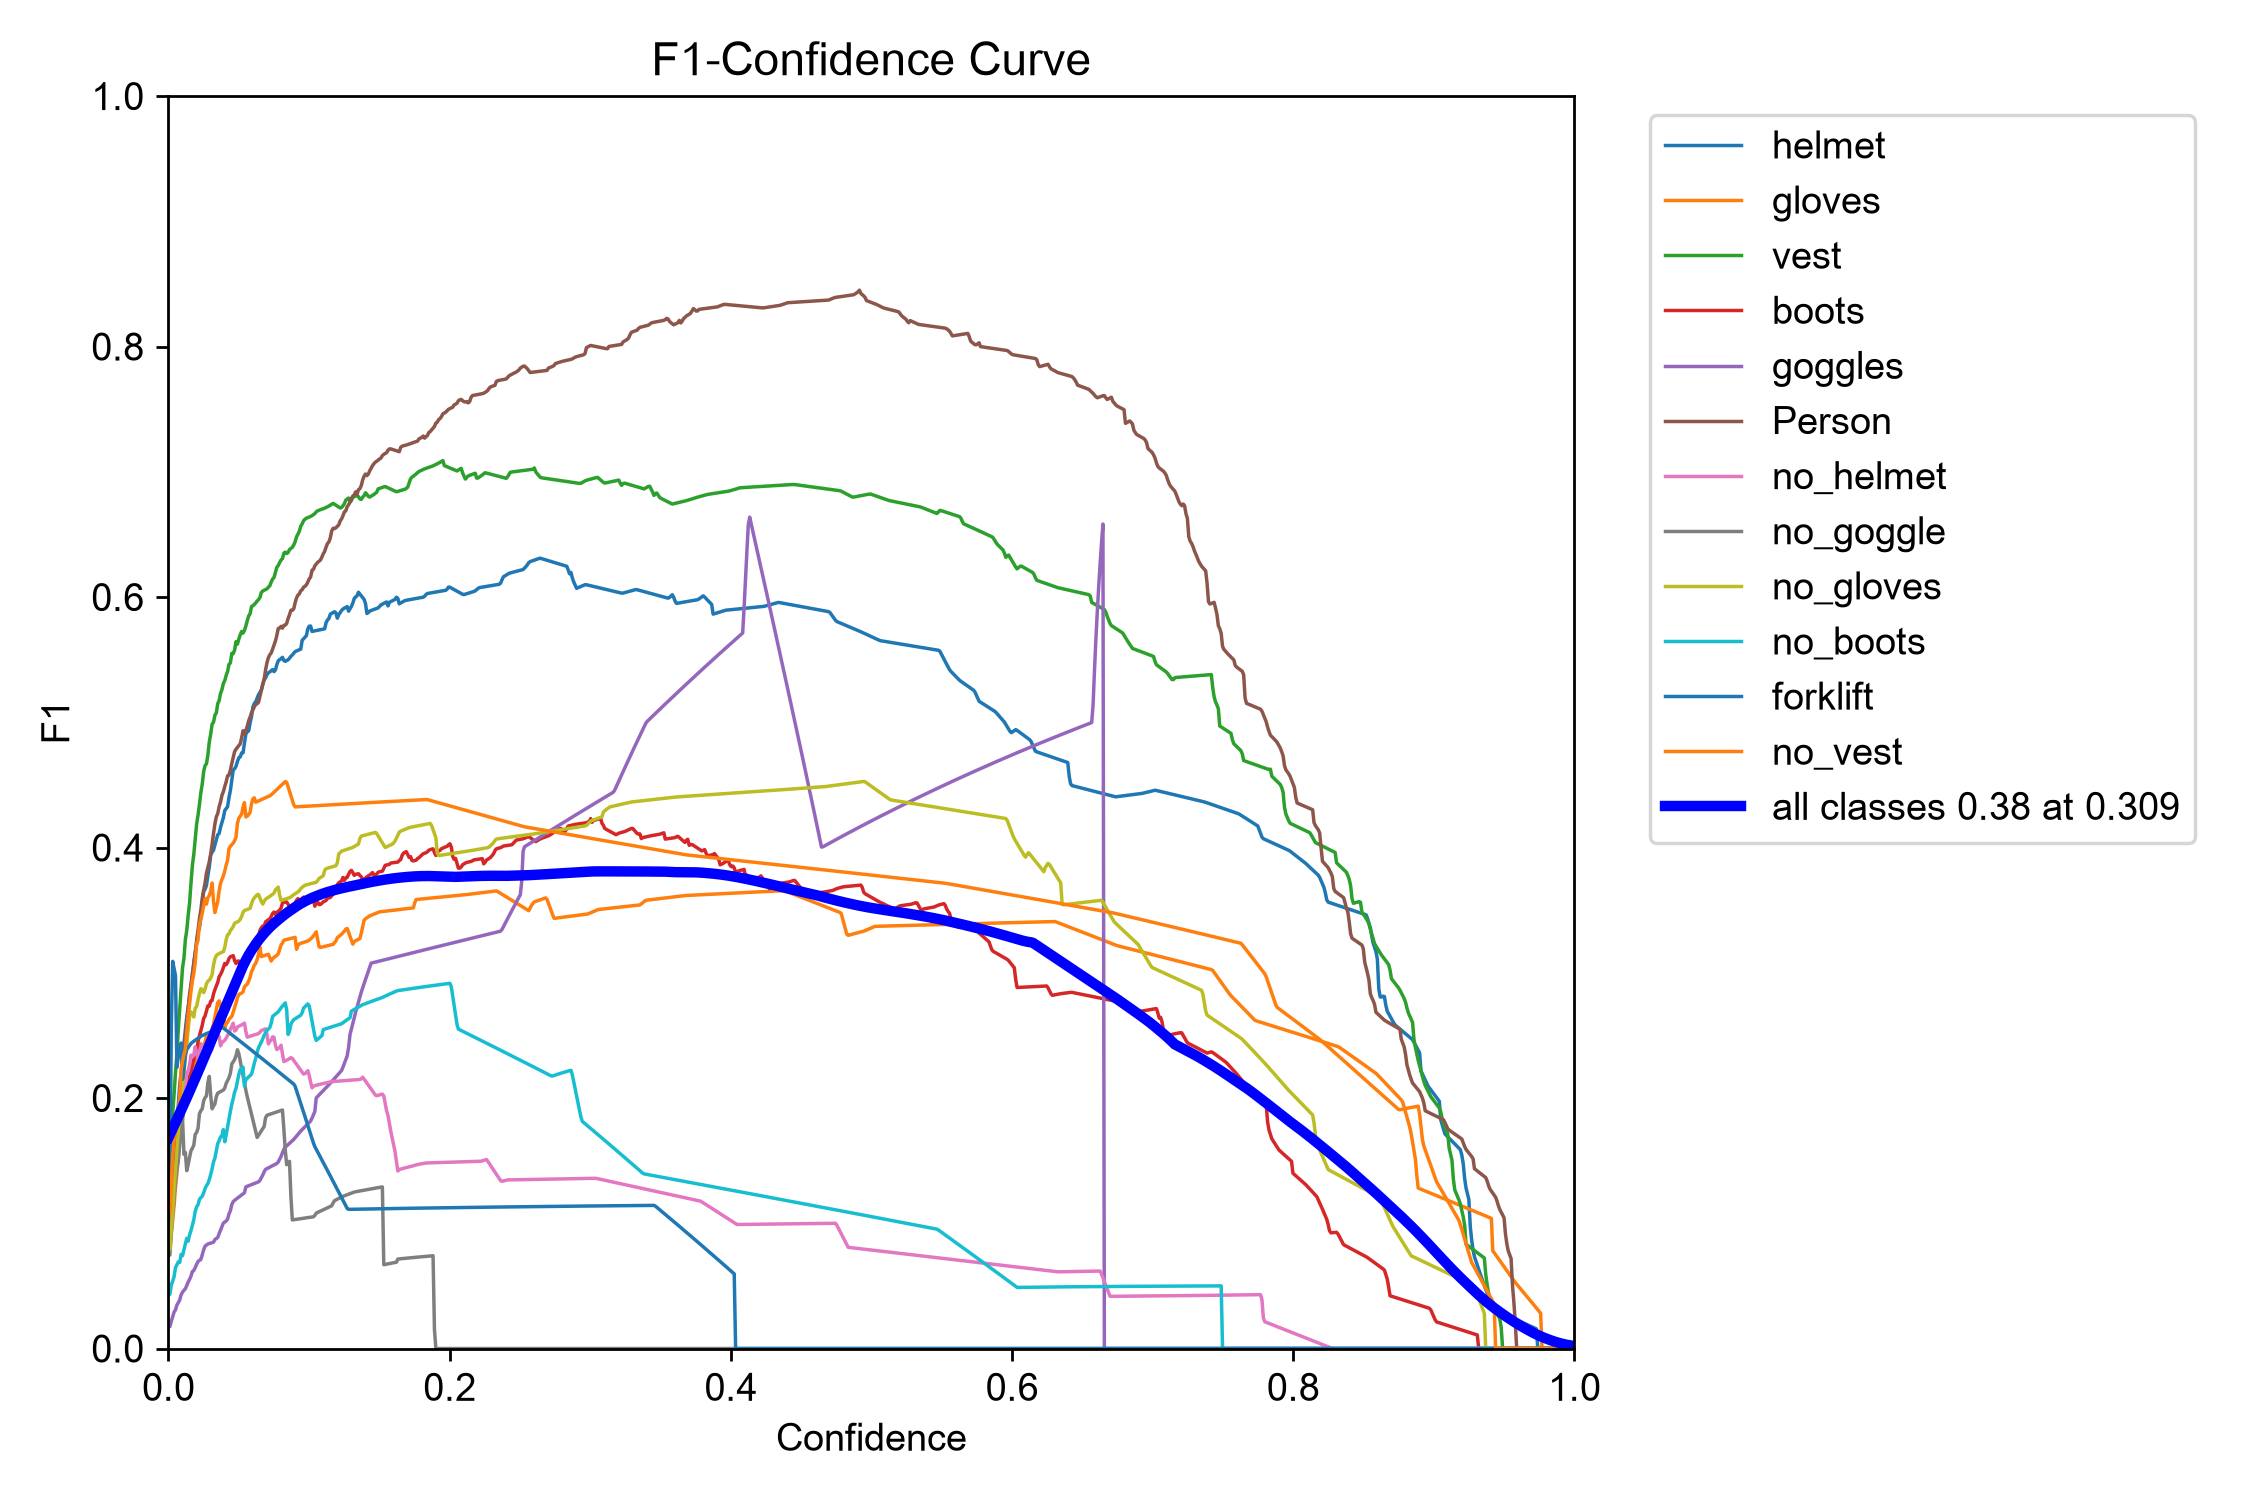 F1-Confidence Curve
1.0
0.8
0.6
0.4
0.2
0.0
F1
0.0 0.2 0.4 0.6 0.8 1.0
Confidence
helmet
gloves
vest
boots
goggles
Person
no_helmet
no_goggle
no_gloves
no_boots
forklift
no_vest
all classes 0.38 at 0.309